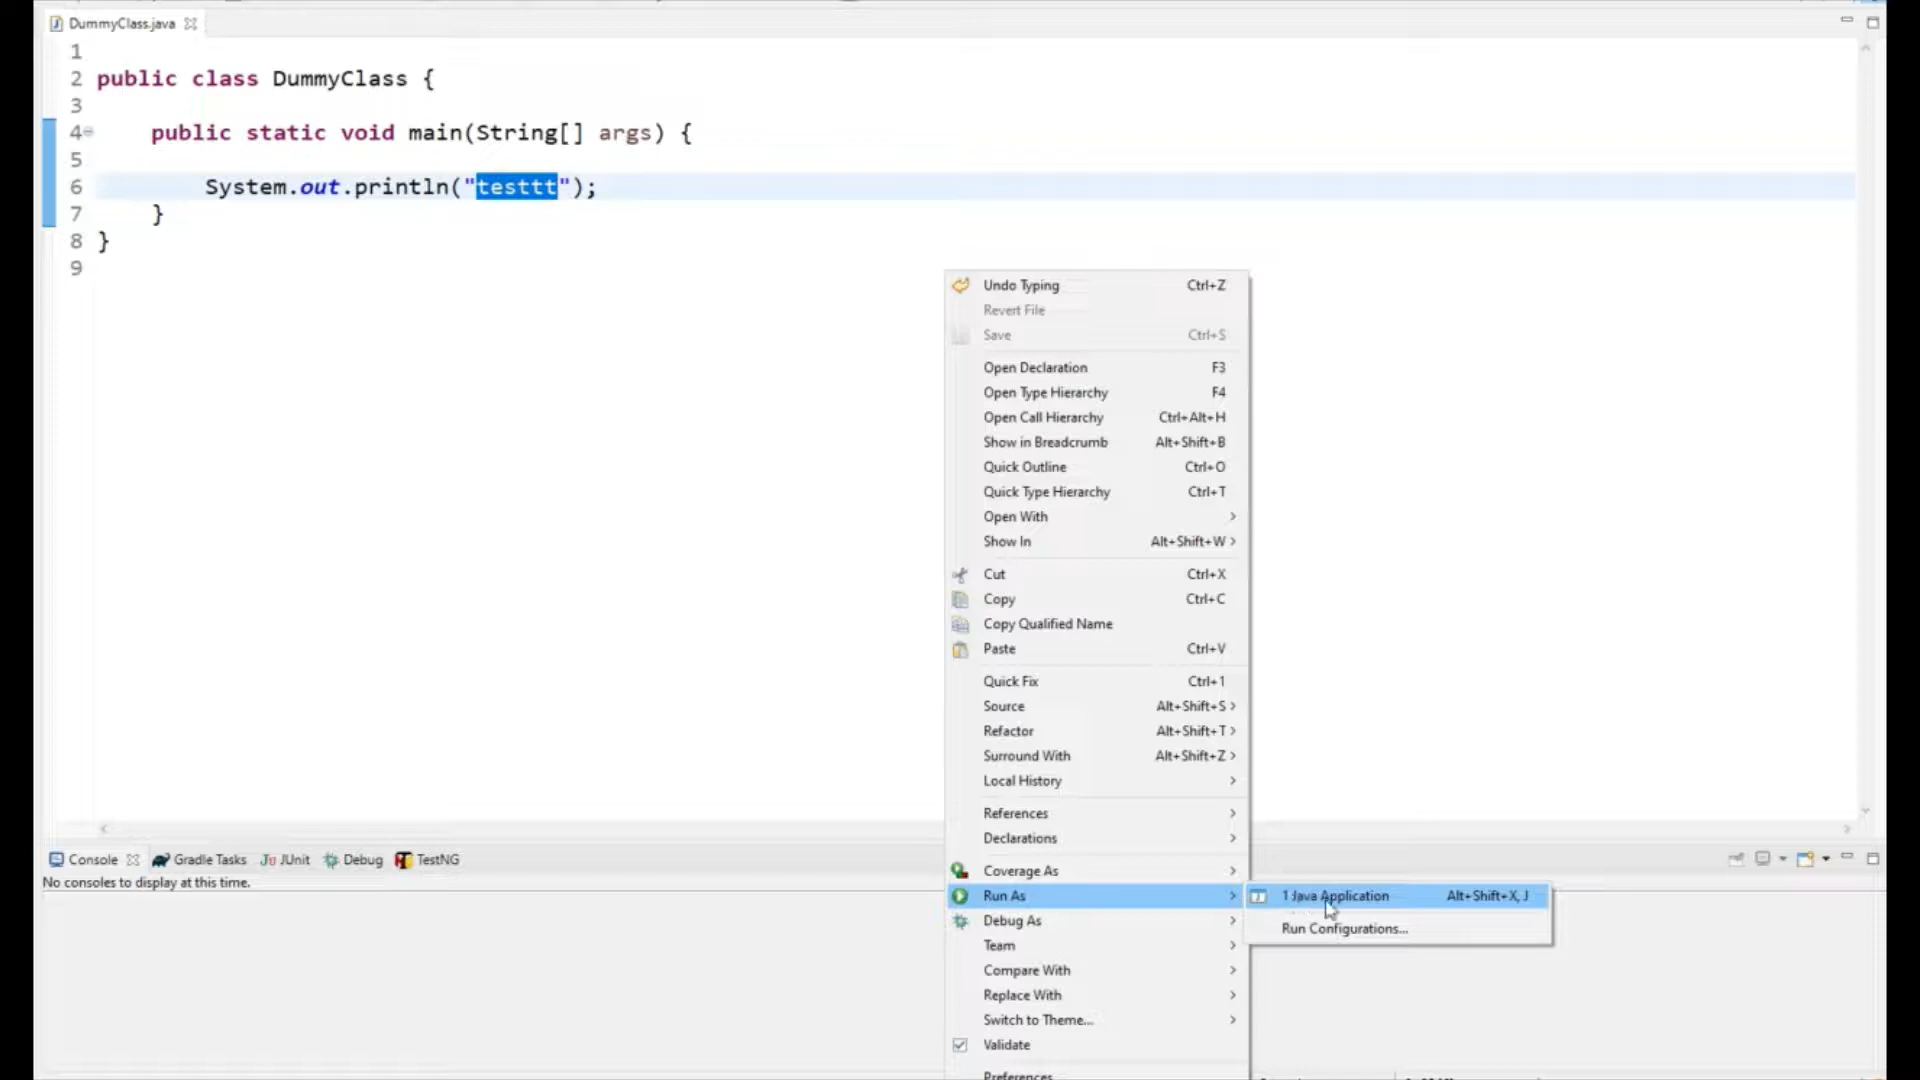 DummyClass.java
1
2 public class DummyClass {
3
4 public static void main(String[] args) {
5
6 System.out.println("testtt");
7 }
8 }
9
Undo Typing Ctrl+Z
Revert File
Save Ctrl+S
Open Declaration F3
Open Type Hierarchy F4
Open Call Hierarchy Ctrl+Alt+H
Show in Breadcrumb Alt+Shift+B
Quick Outline Ctrl+O
Quick Type Hierarchy Ctrl+T
Open With
Show In Alt+Shift+W
Cut Ctrl+X
Copy Ctrl+C
Copy Qualified Name
Paste Ctrl+V
Quick Fix Ctrl+1
Source Alt+Shift+S
Refactor Alt+Shift+T
Surround With Alt+Shift+Z
Local History
References
Declarations
Coverage As
Run As
Debug As
Team
Compare With
Replace With
Switch to Theme...
Validate
Preferences
1 Java Application Alt+Shift+X, J
Run Configurations...
Console Gradle Tasks JUnit Debug TestNG
No consoles to display at this time.